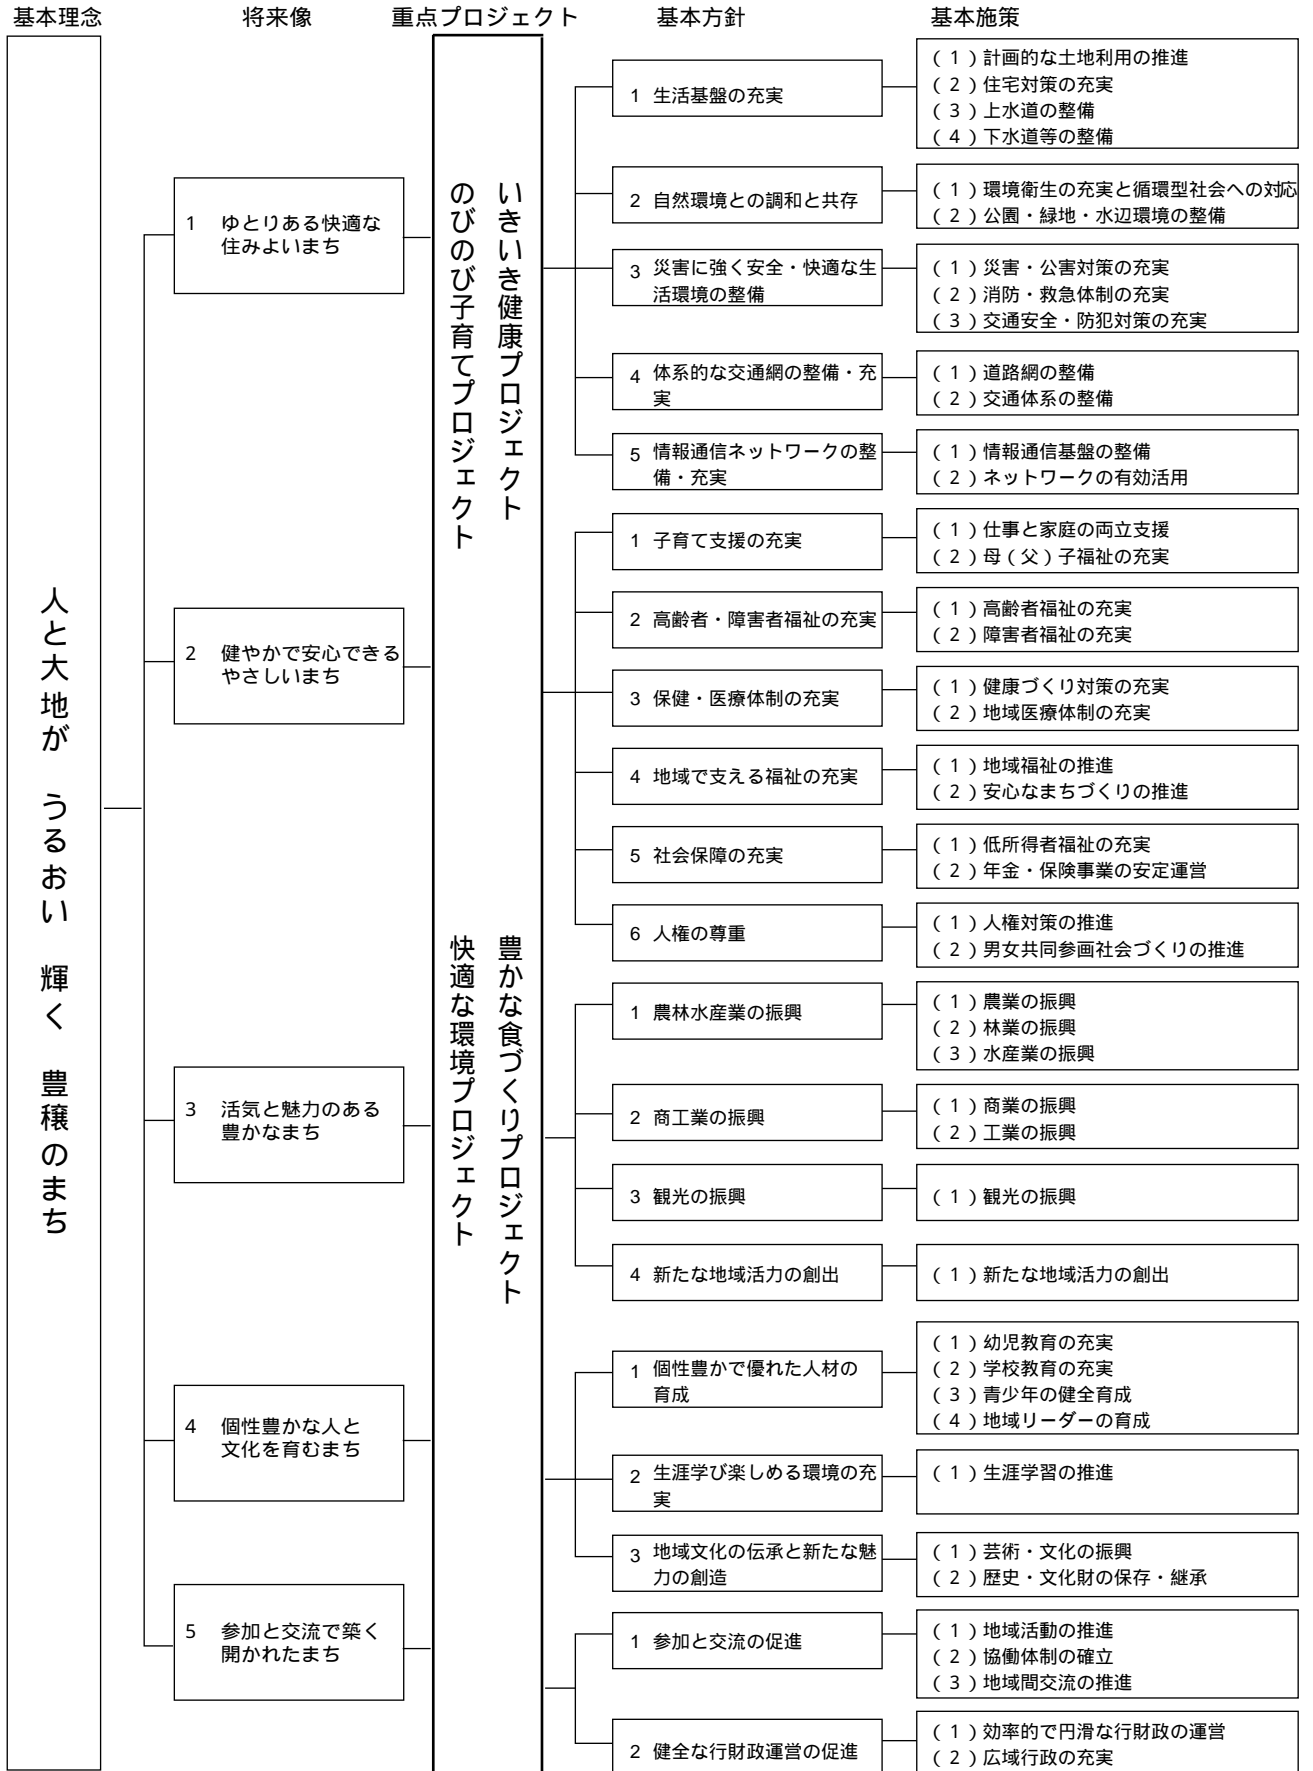 基本理念
将来像
重点プロジェクト
基本方針
基本施策
人と大地が うるおい 輝く 豊穣のまち
1 ゆとりある快適な
住みよいまち
2 健やかで安心できる
やさしいまち
3 活気と魅力のある
豊かなまち
4 個性豊かな人と
文化を育むまち
5 参加と交流で築く
開かれたまち
いきいき健康プロジェクト
のびのび子育てプロジェクト
豊かな食づくりプロジェクト
快適な環境プロジェクト
1 生活基盤の充実
(1)計画的な土地利用の推進
(2)住宅対策の充実
(3)上水道の整備
(4)下水道等の整備
2 自然環境との調和と共存
(1)環境衛生の充実と循環型社会への対応
(2)公園・緑地・水辺環境の整備
3 災害に強く安全・快適な生
活環境の整備
(1)災害・公害対策の充実
(2)消防・救急体制の充実
(3)交通安全・防犯対策の充実
4 体系的な交通網の整備・充
実
(1)道路網の整備
(2)交通体系の整備
5 情報通信ネットワークの整
備・充実
(1)情報通信基盤の整備
(2)ネットワークの有効活用
1 子育て支援の充実
(1)仕事と家庭の両立支援
(2)母(父)子福祉の充実
2 高齢者・障害者福祉の充実
(1)高齢者福祉の充実
(2)障害者福祉の充実
3 保健・医療体制の充実
(1)健康づくり対策の充実
(2)地域医療体制の充実
4 地域で支える福祉の充実
(1)地域福祉の推進
(2)安心なまちづくりの推進
5 社会保障の充実
(1)低所得者福祉の充実
(2)年金・保険事業の安定運営
6 人権の尊重
(1)人権対策の推進
(2)男女共同参画社会づくりの推進
1 農林水産業の振興
(1)農業の振興
(2)林業の振興
(3)水産業の振興
2 商工業の振興
(1)商業の振興
(2)工業の振興
3 観光の振興
(1)観光の振興
4 新たな地域活力の創出
(1)新たな地域活力の創出
1 個性豊かで優れた人材の
育成
(1)幼児教育の充実
(2)学校教育の充実
(3)青少年の健全育成
(4)地域リーダーの育成
2 生涯学び楽しめる環境の充
実
(1)生涯学習の推進
3 地域文化の伝承と新たな魅
力の創造
(1)芸術・文化の振興
(2)歴史・文化財の保存・継承
1 参加と交流の促進
(1)地域活動の推進
(2)協働体制の確立
(3)地域間交流の推進
2 健全な行財政運営の促進
(1)効率的で円滑な行財政の運営
(2)広域行政の充実